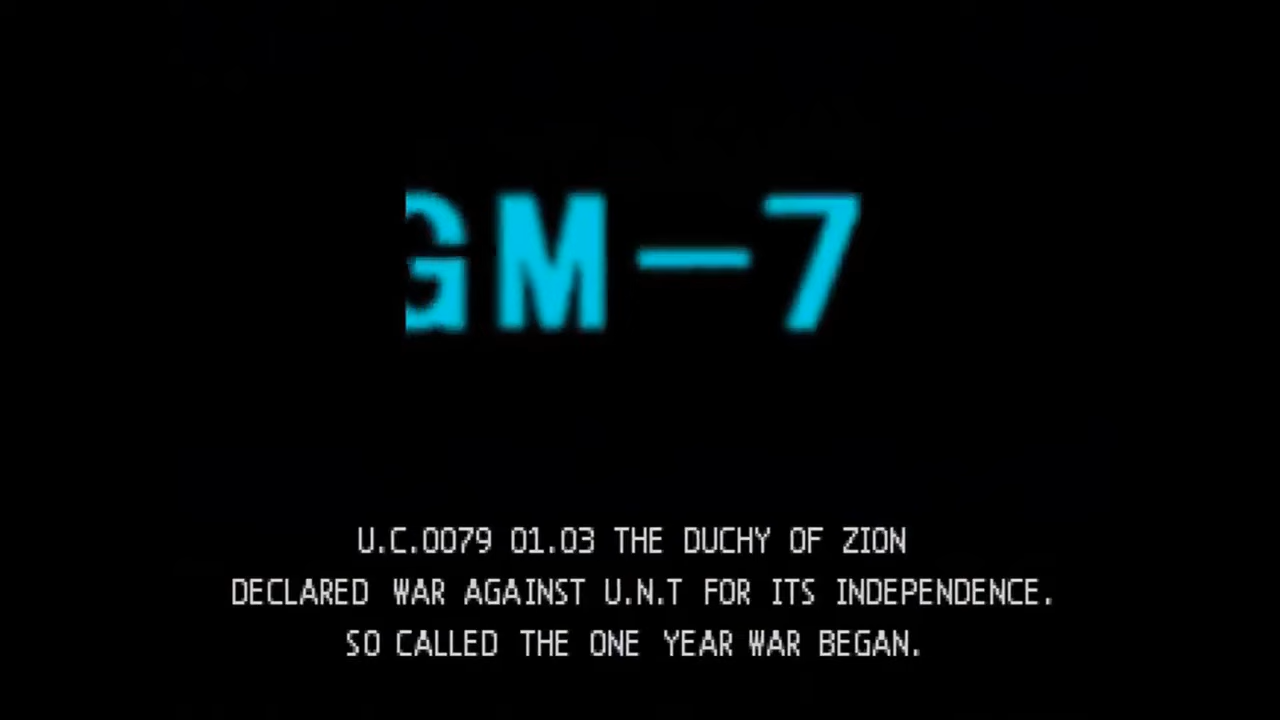 GM-7
U.C.0079 01.03 THE DUCHY OF ZION
DECLARED WAR AGAINST U.N.T FOR ITS INDEPENDENCE.
SO CALLED THE ONE YEAR WAR BEGAN.